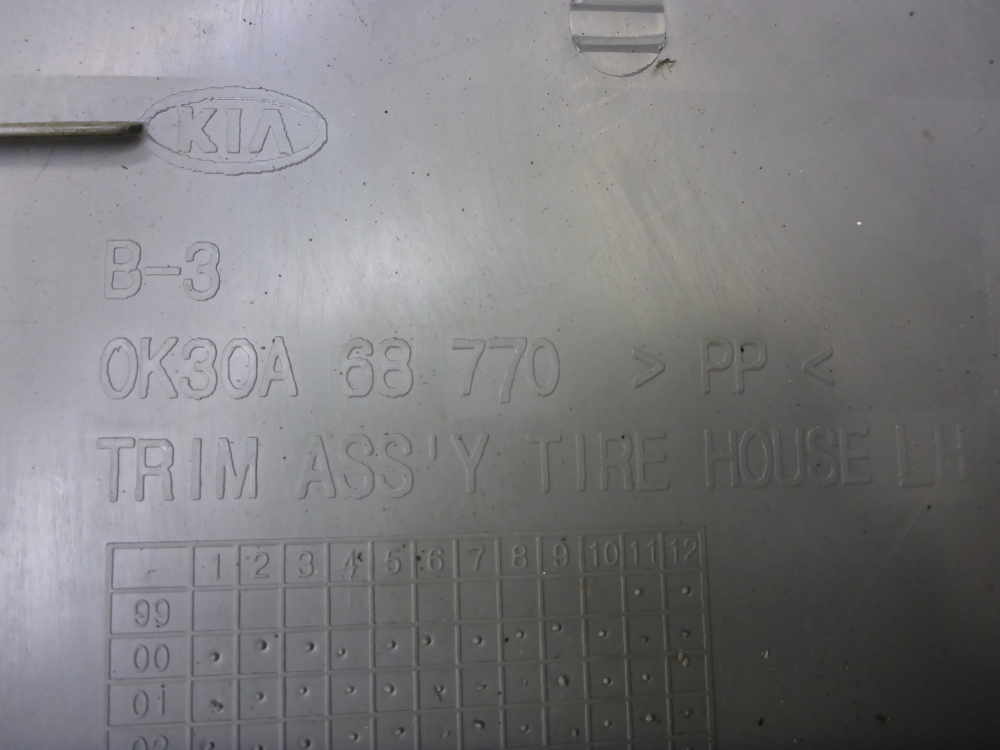 KIA
B-3
0K30A 68 770 > PP <
TRIM ASS'Y TIRE HOUSE LH
1 2 3 4 5 6 7 8 9 10 11 12
99
00
01
02